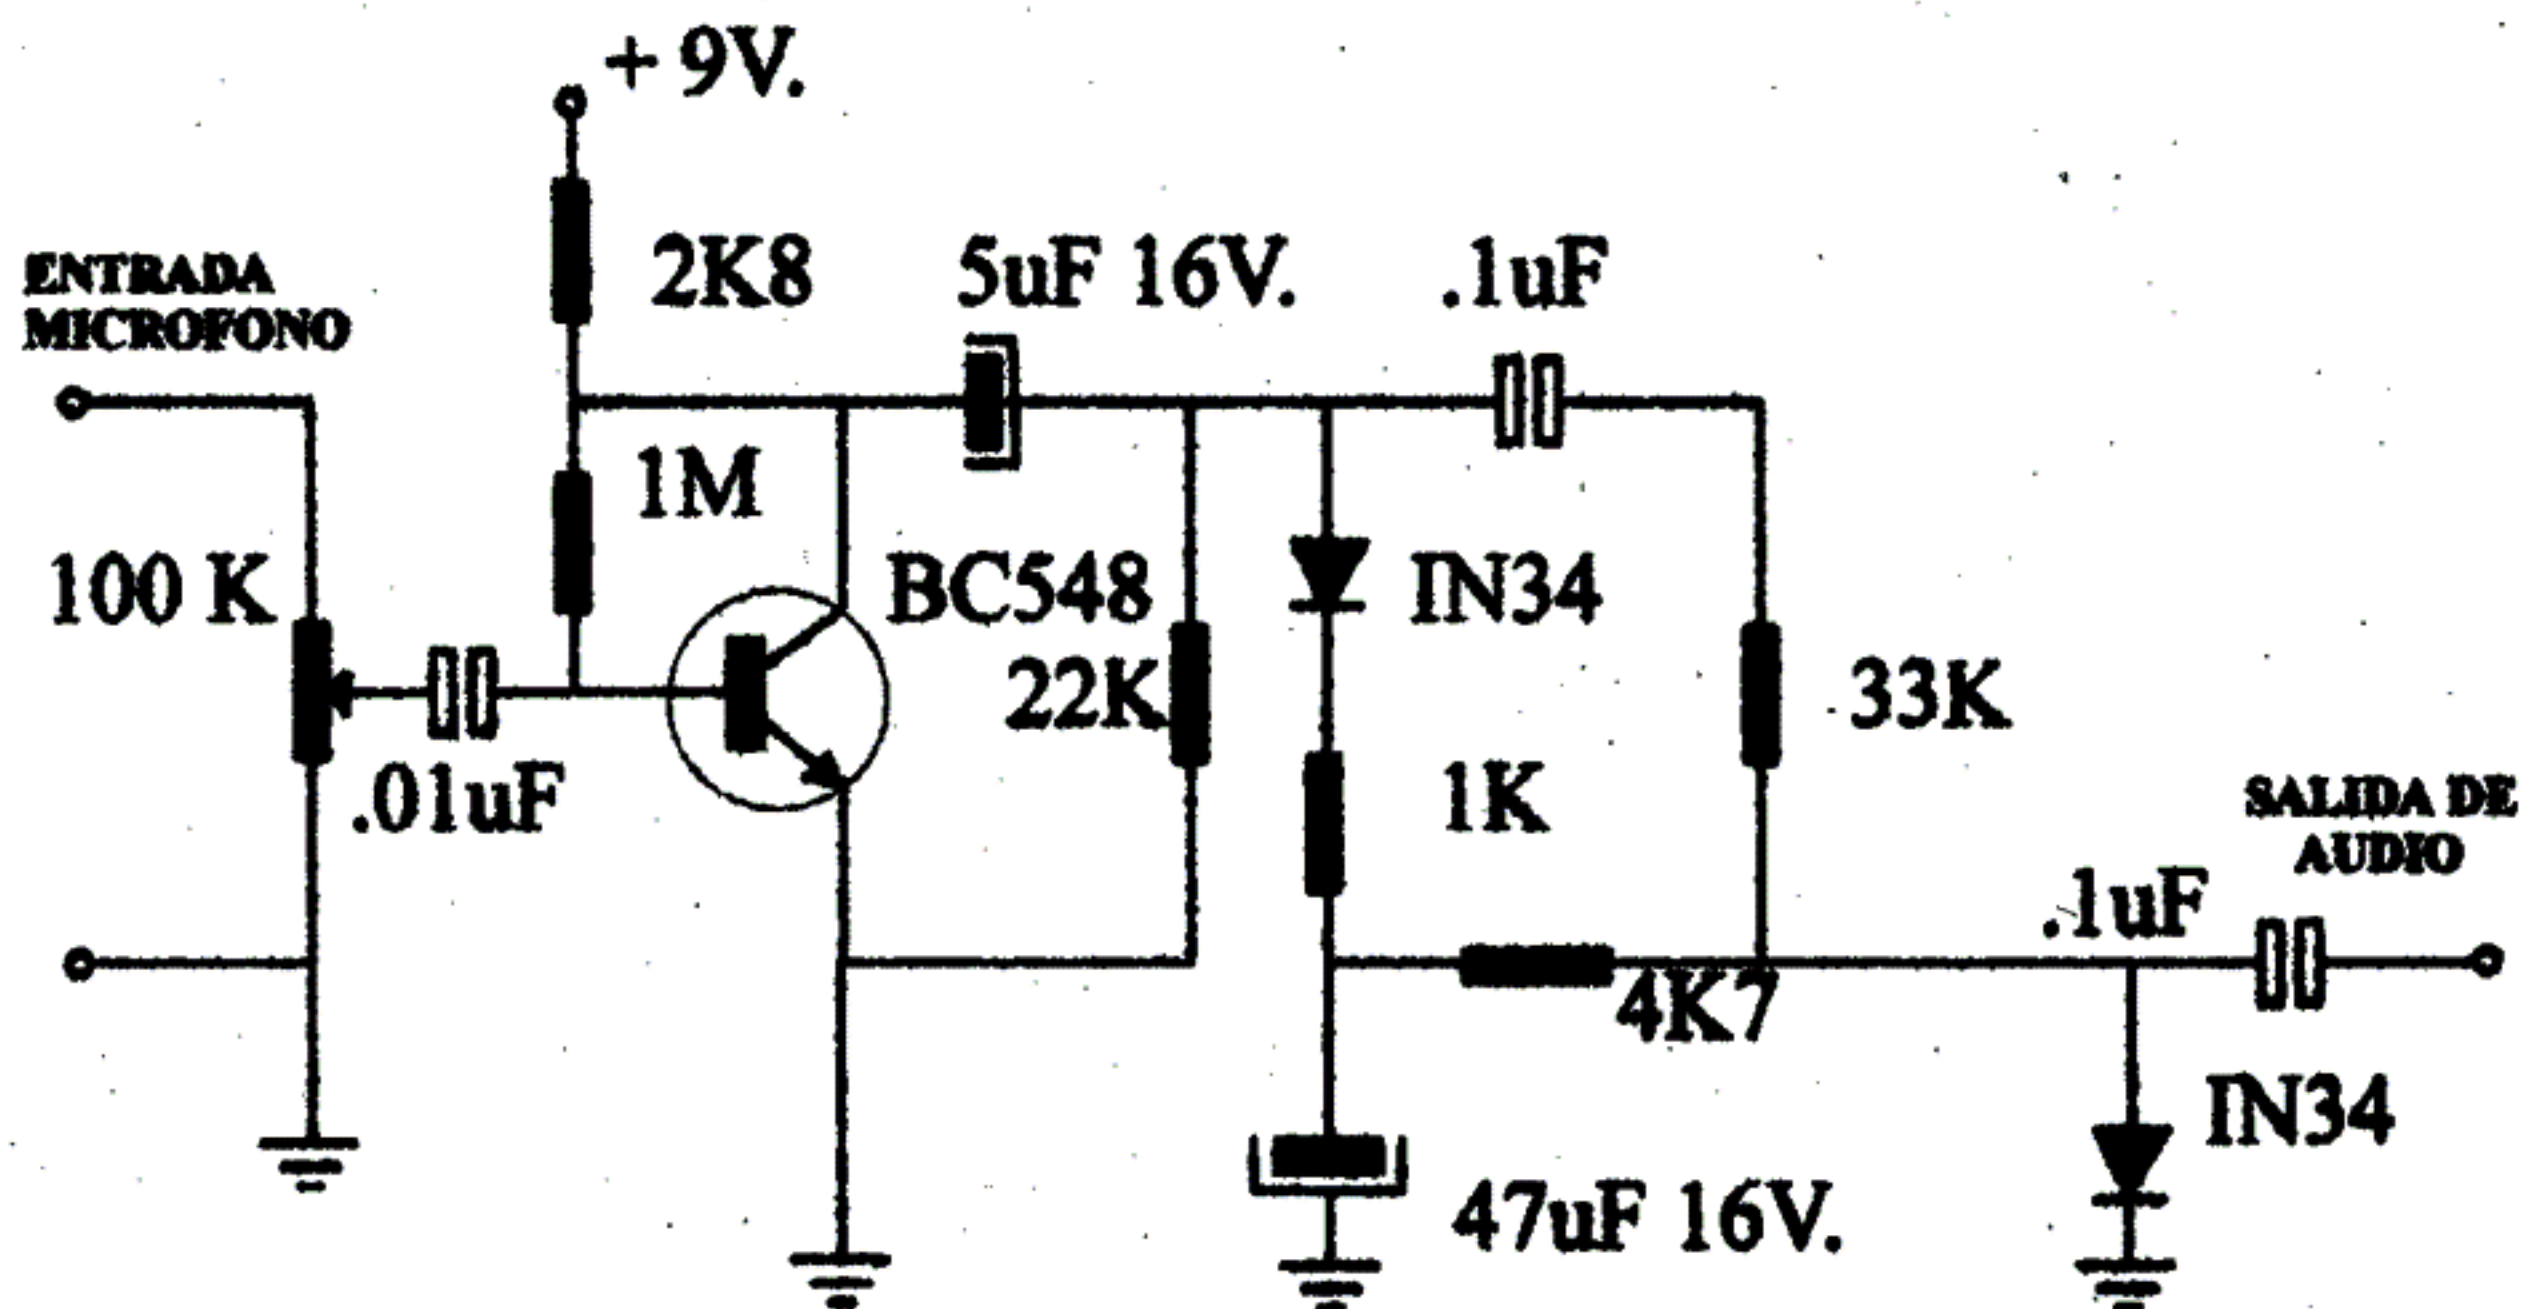 + 9V.
2K8
5uF 16V.
.1uF
ENTRADA
MICROFONO
1M
100 K
BC548
IN34
22K
33K
.01uF
1K
SALIDA DE
AUDIO
.1uF
4K7
IN34
47uF 16V.